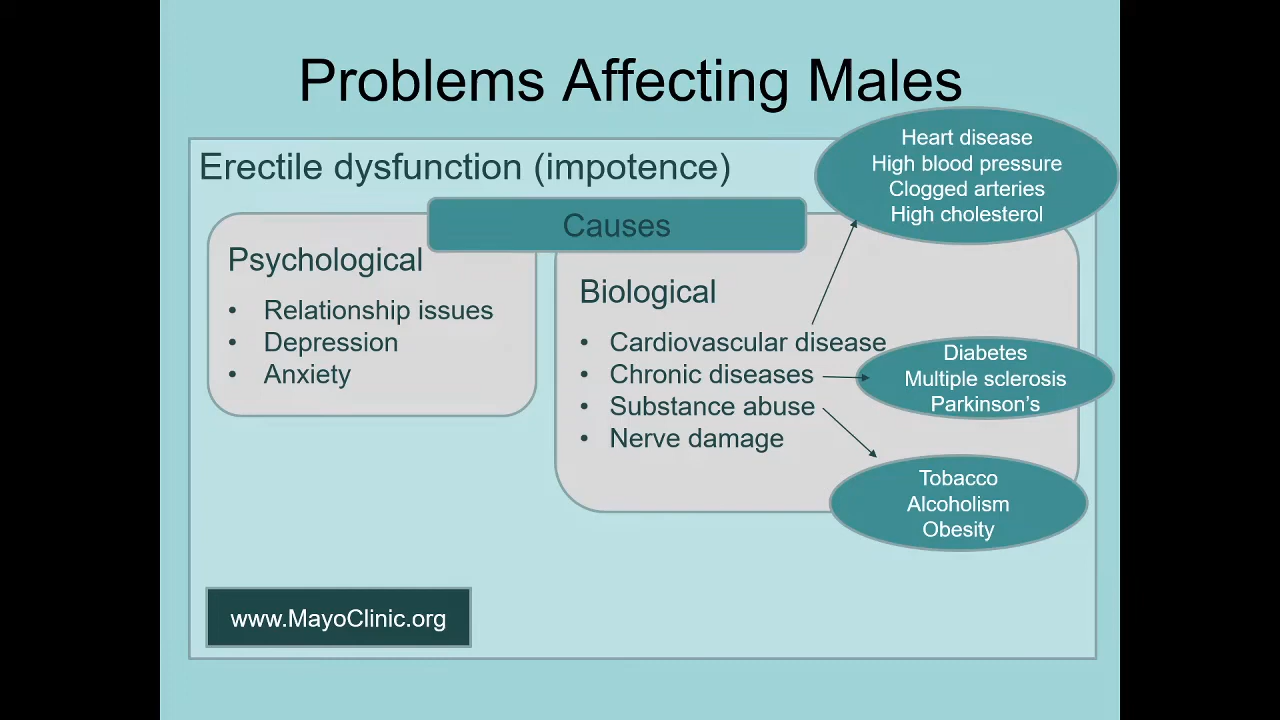 Problems Affecting Males
Erectile dysfunction (impotence)
Causes
Psychological
• Relationship issues
• Depression
• Anxiety
Biological
• Cardiovascular disease
• Chronic diseases
• Substance abuse
• Nerve damage
Heart disease
High blood pressure
Clogged arteries
High cholesterol
Diabetes
Multiple sclerosis
Parkinson’s
Tobacco
Alcoholism
Obesity
www.MayoClinic.org